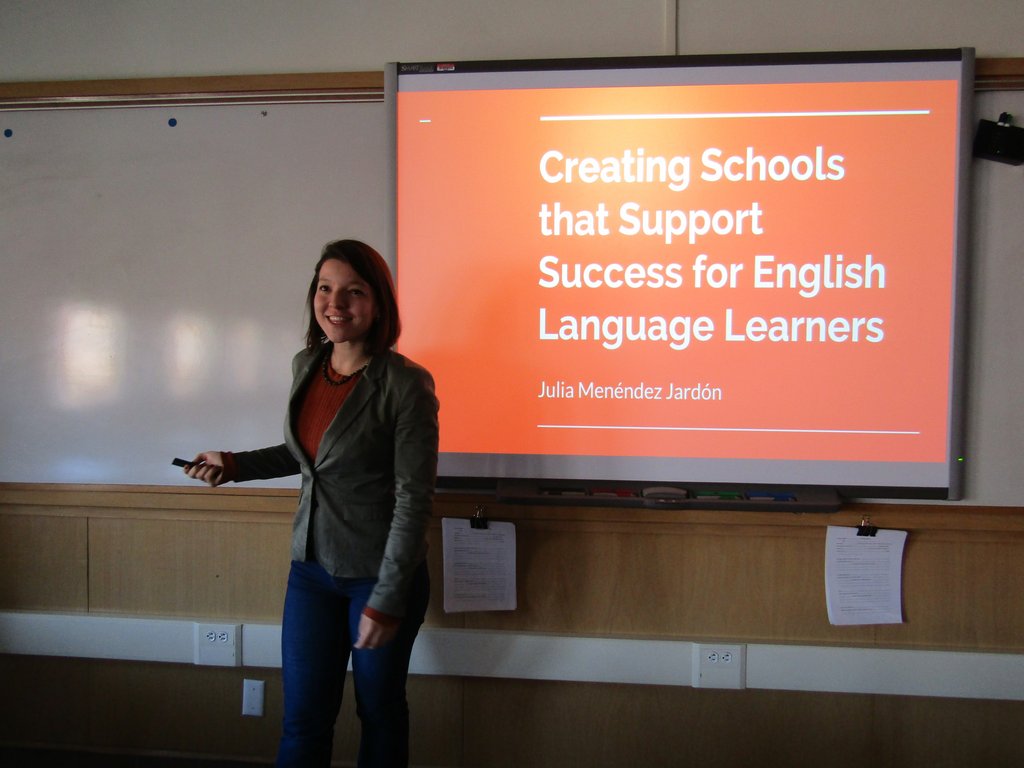 Creating Schools
that Support
Success for English
Language Learners
Julia Menéndez Jardón